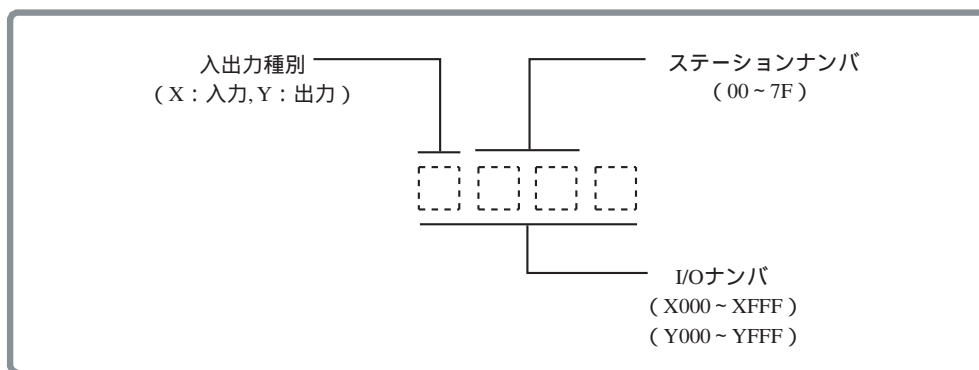 入出力種別
(X：入力, Y：出力)
ステーションナンバ
(00~7F)
I/Oナンバ
(X000~XFFF)
(Y000~YFFF)